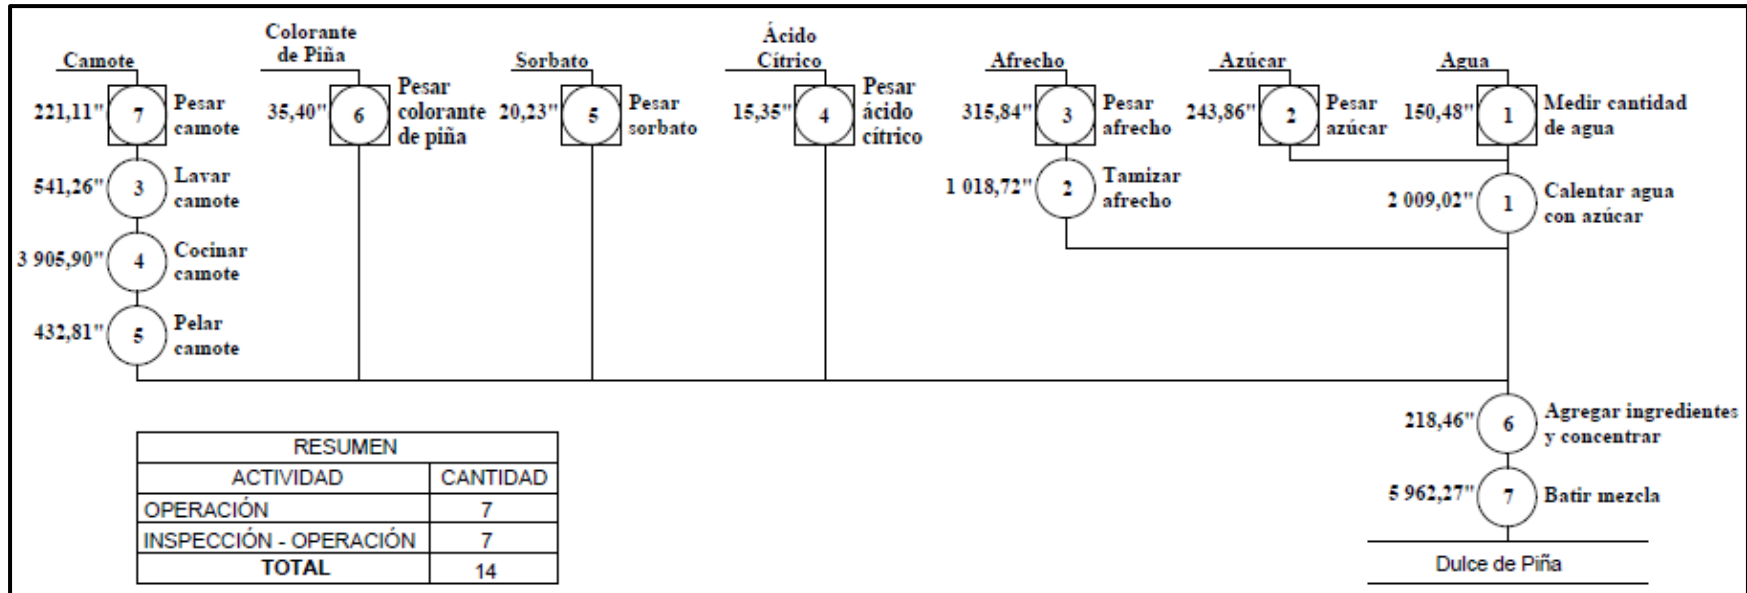 Camote
221,11"
7
Pesar
camote
541,26"
3
Lavar
camote
3 905,90"
4
Cocinar
camote
432,81"
5
Pelar
camote
Colorante
de Piña
35,40"
6
Pesar
colorante
de piña
Sorbato
20,23"
5
Pesar
sorbato
Ácido
Cítrico
15,35"
4
Pesar
ácido
cítrico
Afrecho
315,84"
3
Pesar
afrecho
1 018,72"
2
Tamizar
afrecho
Azúcar
243,86"
2
Pesar
azúcar
Agua
150,48"
1
Medir cantidad
de agua
2 009,02"
1
Calentar agua
con azúcar
218,46"
6
Agregar ingredientes
y concentrar
5 962,27"
7
Batir mezcla
Dulce de Piña
RESUMEN
ACTIVIDAD CANTIDAD
OPERACIÓN 7
INSPECCIÓN - OPERACIÓN 7
TOTAL 14